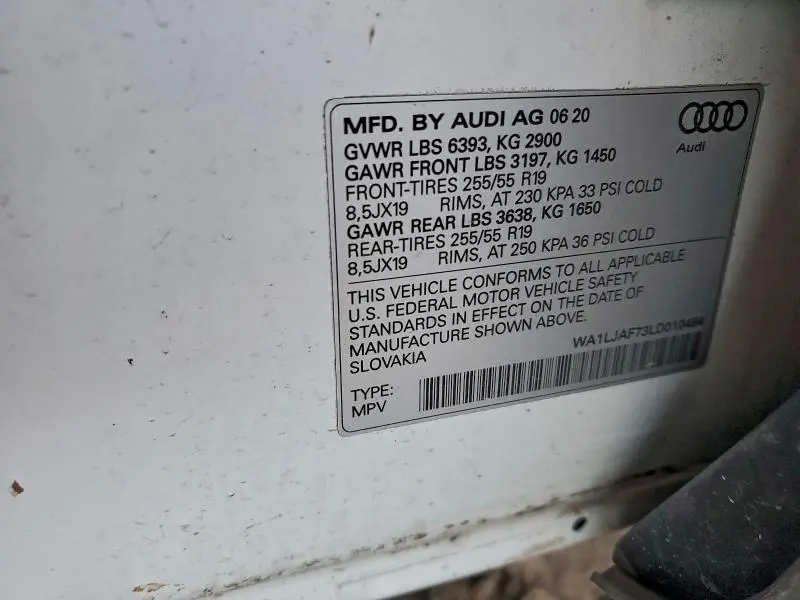 MFD. BY AUDI AG 06 20
GVWR LBS 6393, KG 2900
GAWR FRONT LBS 3197, KG 1450
FRONT-TIRES 255/55 R19
8,5JX19 RIMS, AT 230 KPA 33 PSI COLD
GAWR REAR LBS 3638, KG 1650
REAR-TIRES 255/55 R19
8,5JX19 RIMS, AT 250 KPA 36 PSI COLD
Audi
THIS VEHICLE CONFORMS TO ALL APPLICABLE
U.S. FEDERAL MOTOR VEHICLE SAFETY
STANDARDS IN EFFECT ON THE DATE OF
MANUFACTURE SHOWN ABOVE.
SLOVAKIA
WA1LJAF73LD010484
TYPE:
MPV